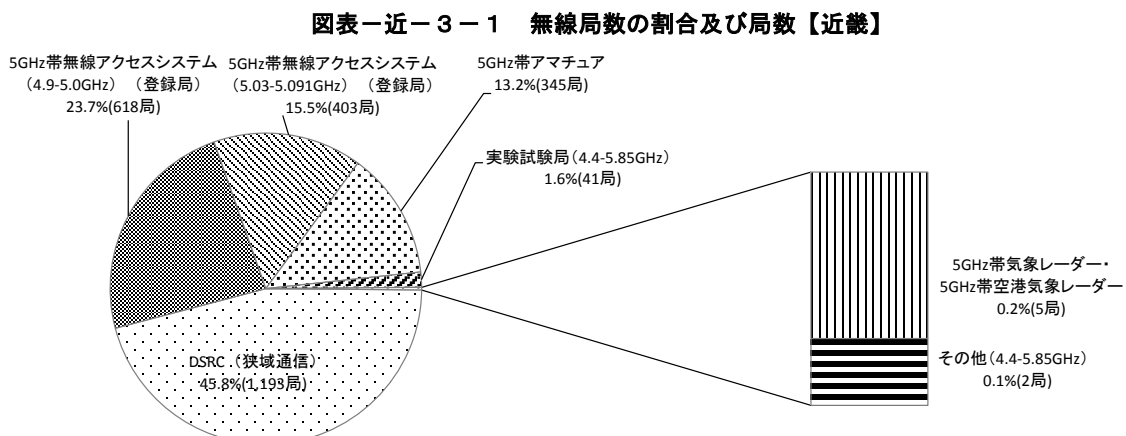 図表－近－３－１　無線局数の割合及び局数【近畿】
5GHz帯無線アクセスシステム
（4.9-5.0GHz）（登録局）
23.7%(618局)
5GHz帯無線アクセスシステム
（5.03-5.091GHz）（登録局）
15.5%(403局)
5GHz帯アマチュア
13.2%(345局)
実験試験局（4.4-5.85GHz）
1.6%(41局)
5GHz帯気象レーダー・
5GHz帯空港気象レーダー
0.2%(5局)
その他（4.4-5.85GHz）
0.1%(2局)
DSRC（狭域通信）
45.8%(1,193局)